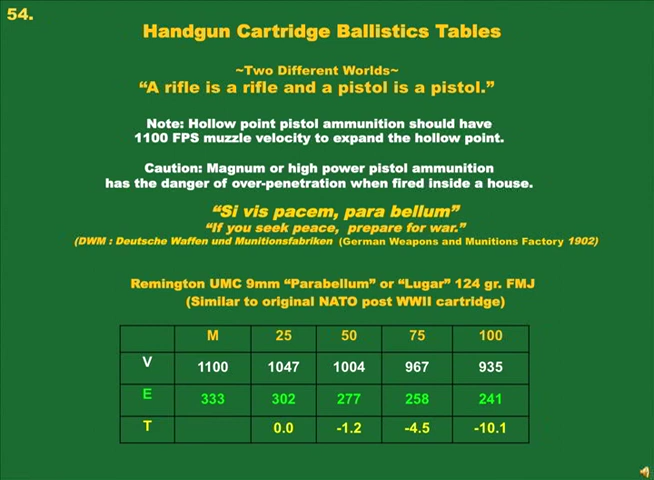 54.
Handgun Cartridge Ballistics Tables
~Two Different Worlds~
“A rifle is a rifle and a pistol is a pistol.”
Note: Hollow point pistol ammunition should have
1100 FPS muzzle velocity to expand the hollow point.
Caution: Magnum or high power pistol ammunition
has the danger of over-penetration when fired inside a house.
“Si vis pacem, para bellum”
“If you seek peace, prepare for war.”
(DWM : Deutsche Waffen und Munitionsfabriken (German Weapons and Munitions Factory 1902)
Remington UMC 9mm “Parabellum” or “Lugar” 124 gr. FMJ
(Similar to original NATO post WWII cartridge)
M 25 50 75 100
V 1100 1047 1004 967 935
E 333 302 277 258 241
T 0.0 -1.2 -4.5 -10.1